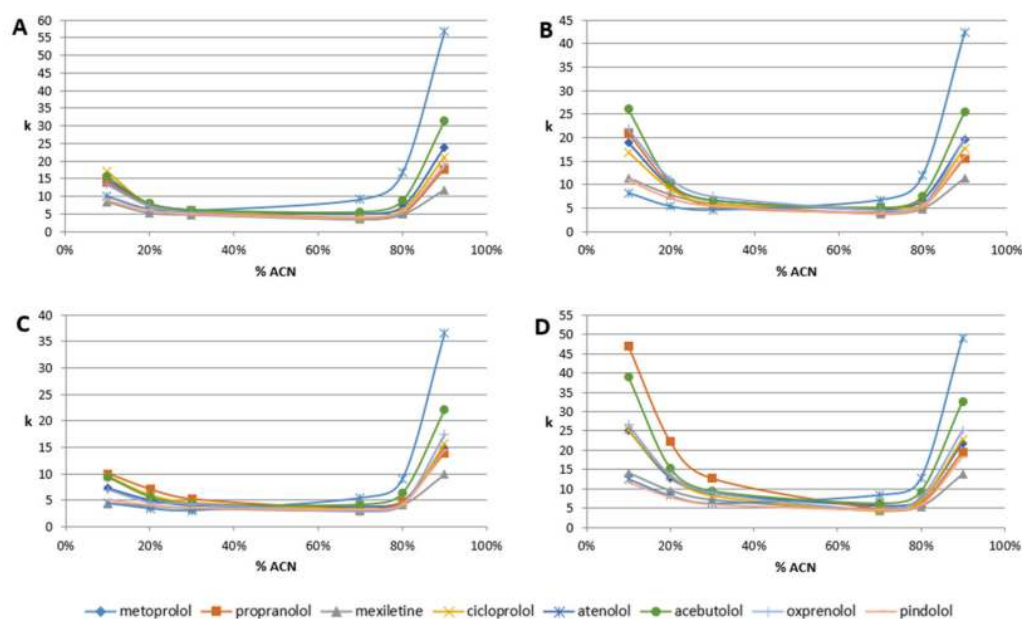 A
60
55
50
45
40
35
k
30
25
20
15
10
5
0
0% 20% 40% 60% 80% 100%
% ACN
B
45
40
35
30
25
k
20
15
10
5
0
0% 20% 40% 60% 80% 100%
% ACN
C
40
35
30
25
k
20
15
10
5
0
0% 20% 40% 60% 80% 100%
% ACN
D
55
50
45
40
35
30
k
25
20
15
10
5
0
0% 20% 40% 60% 80% 100%
% ACN
metoprolol propranolol mexiletine cicloprolol atenolol acebutolol oxprenolol pindolol